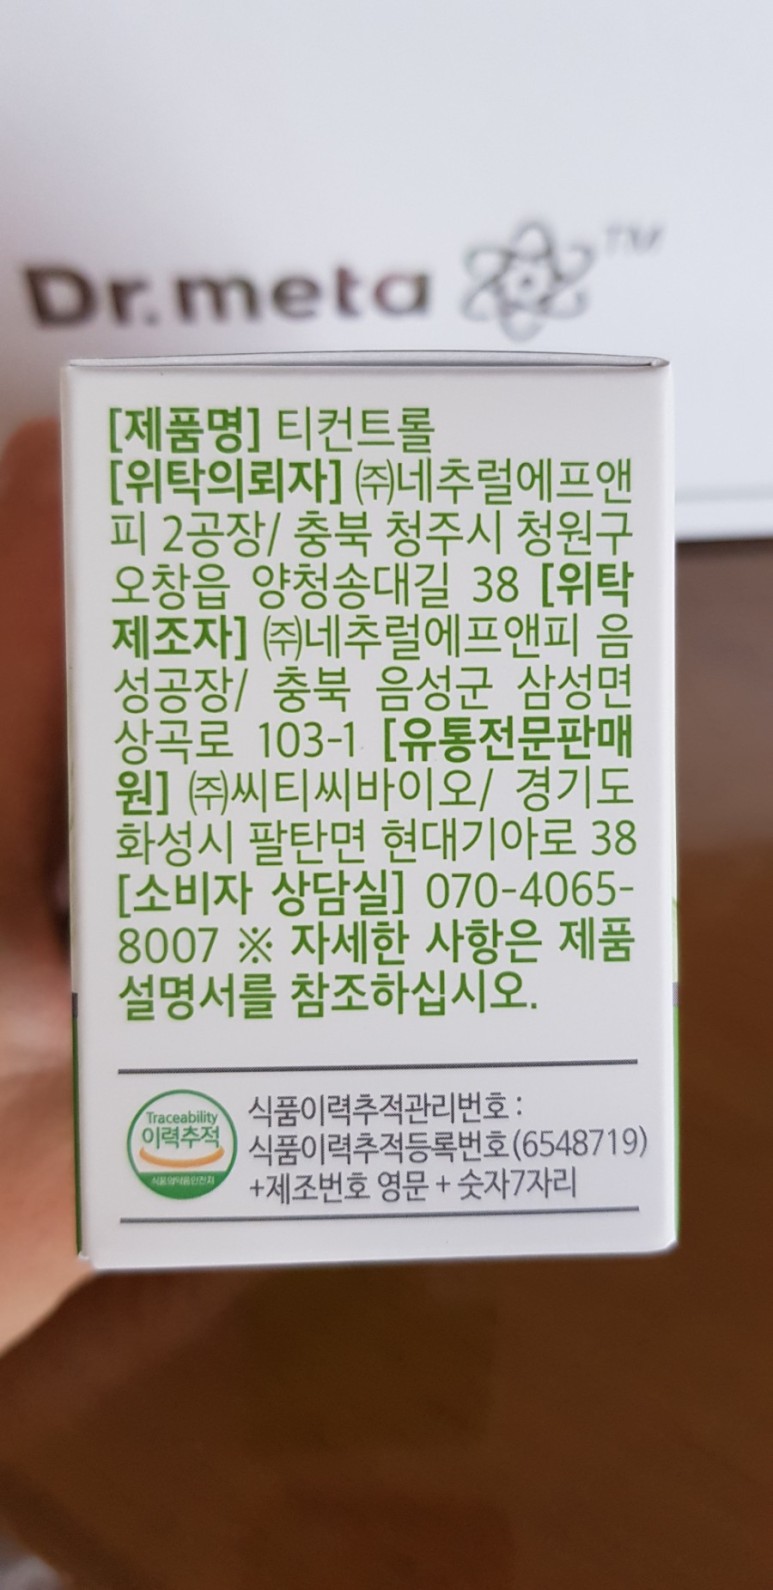 Dr.meta TM
[제품명] 티컨트롤
[위탁의뢰자] ㈜네추럴에프앤
피 2공장/ 충북 청주시 청원구
오창읍 양청송대길 38 [위탁
제조자] ㈜네추럴에프앤피 음
성공장/ 충북 음성군 삼성면
상곡로 103-1 [유통전문판매
원] ㈜씨티씨바이오/ 경기도
화성시 팔탄면 현대기아로 38
[소비자 상담실] 070-4065-
8007 ※ 자세한 사항은 제품
설명서를 참조하십시오.
Traceability
이력추적
식품의약품안전처
식품이력추적관리번호 :
식품이력추적등록번호(6548719)
+제조번호 영문 + 숫자7자리